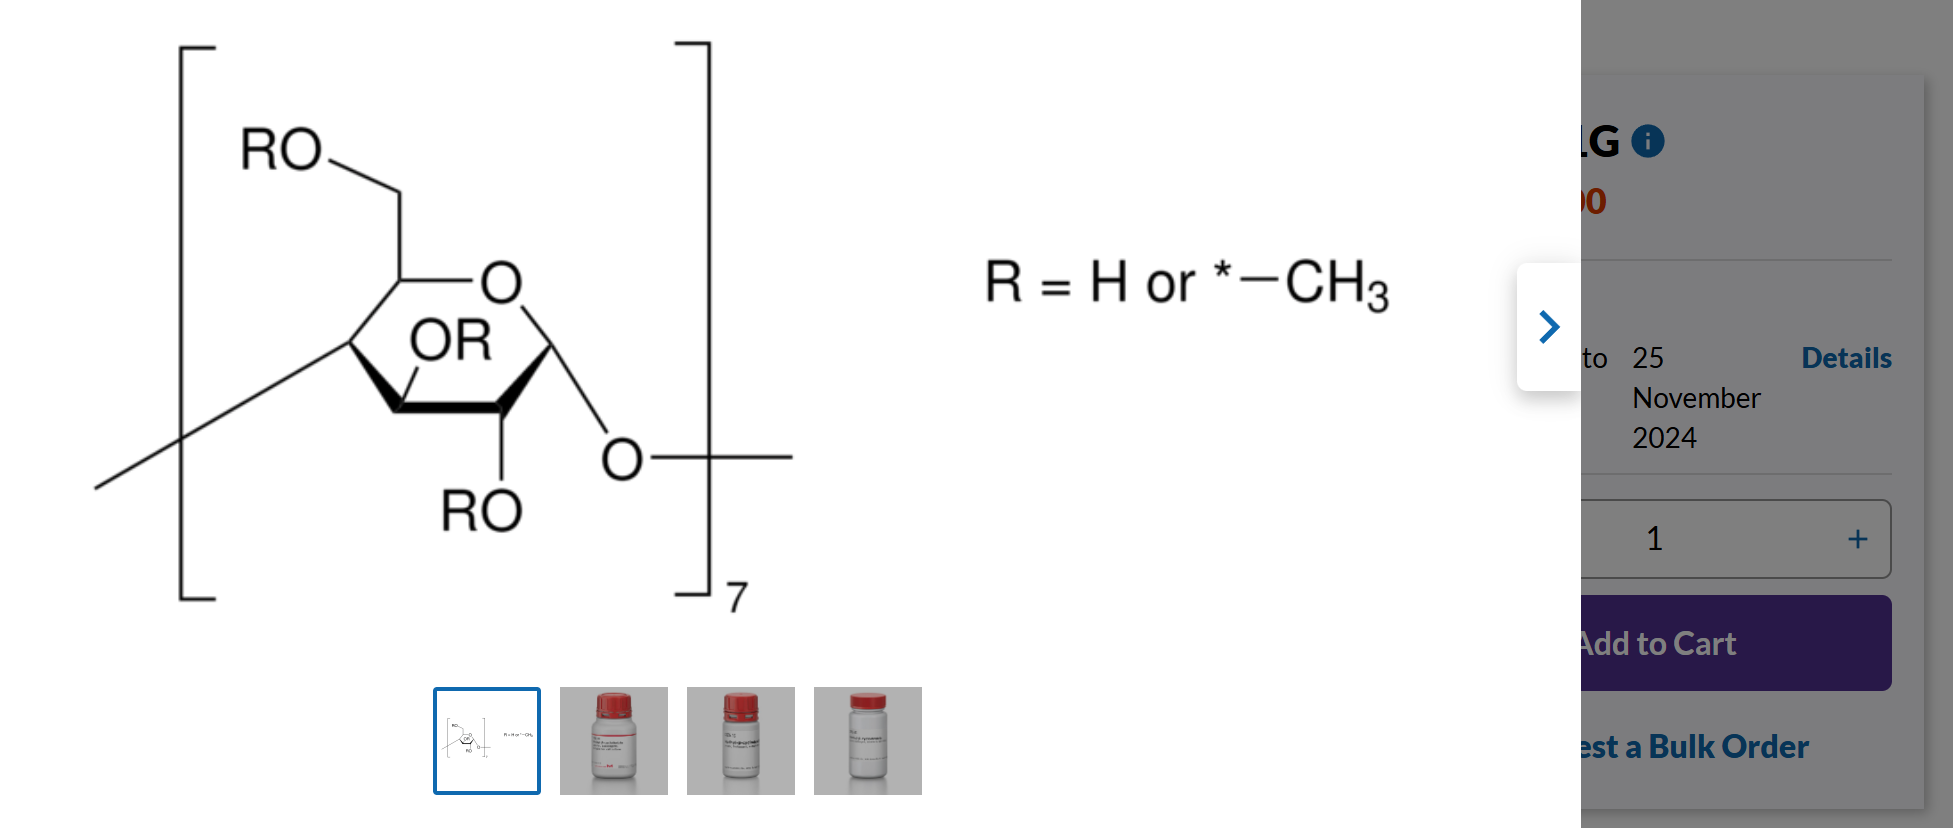 RO
O
OR
O
RO
7
R = H or *—CH3
G
0
to 25 Details
November
2024
1 +
Add to Cart
est a Bulk Order